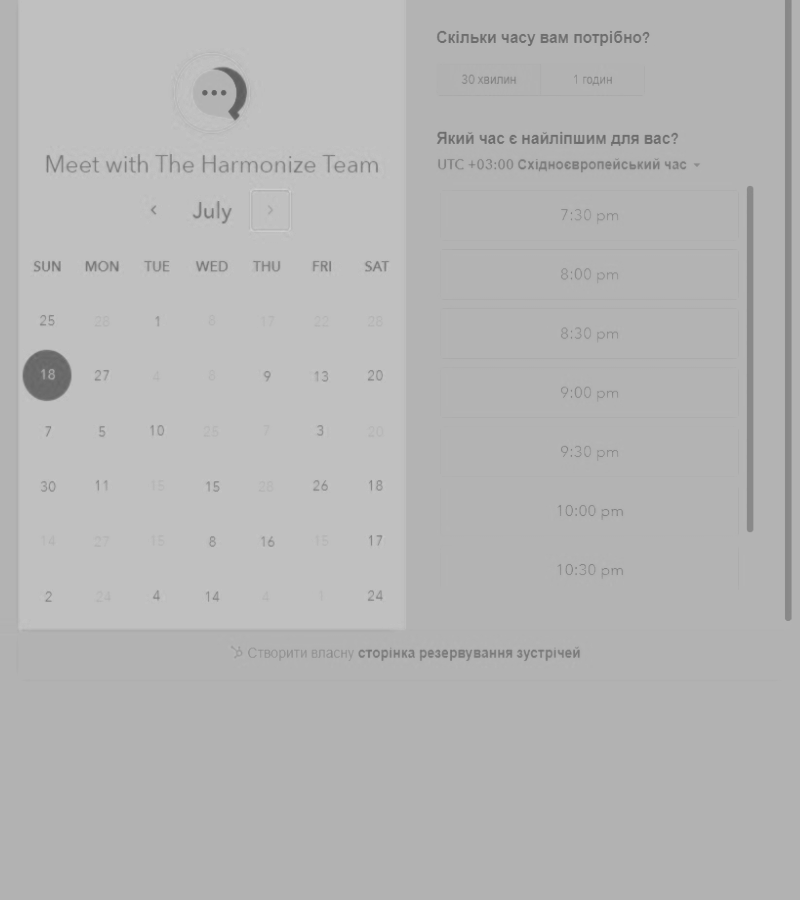 Meet with The Harmonize Team
July
SUN MON TUE WED THU FRI SAT
25 28 1 6 17 22 28
18 27 4 8 9 13 20
7 5 10 25 7 3 20
30 11 15 15 28 26 18
14 27 15 8 16 15 17
2 24 4 14 4 1 24
Скільки часу вам потрібно?
30 хвилин 1 годин
Який час є найліпшим для вас?
UTC +03:00 Східноєвропейський час
7:30 pm
8:00 pm
8:30 pm
9:00 pm
9:30 pm
10:00 pm
10:30 pm
Створити власну сторінка резервування зустрічей